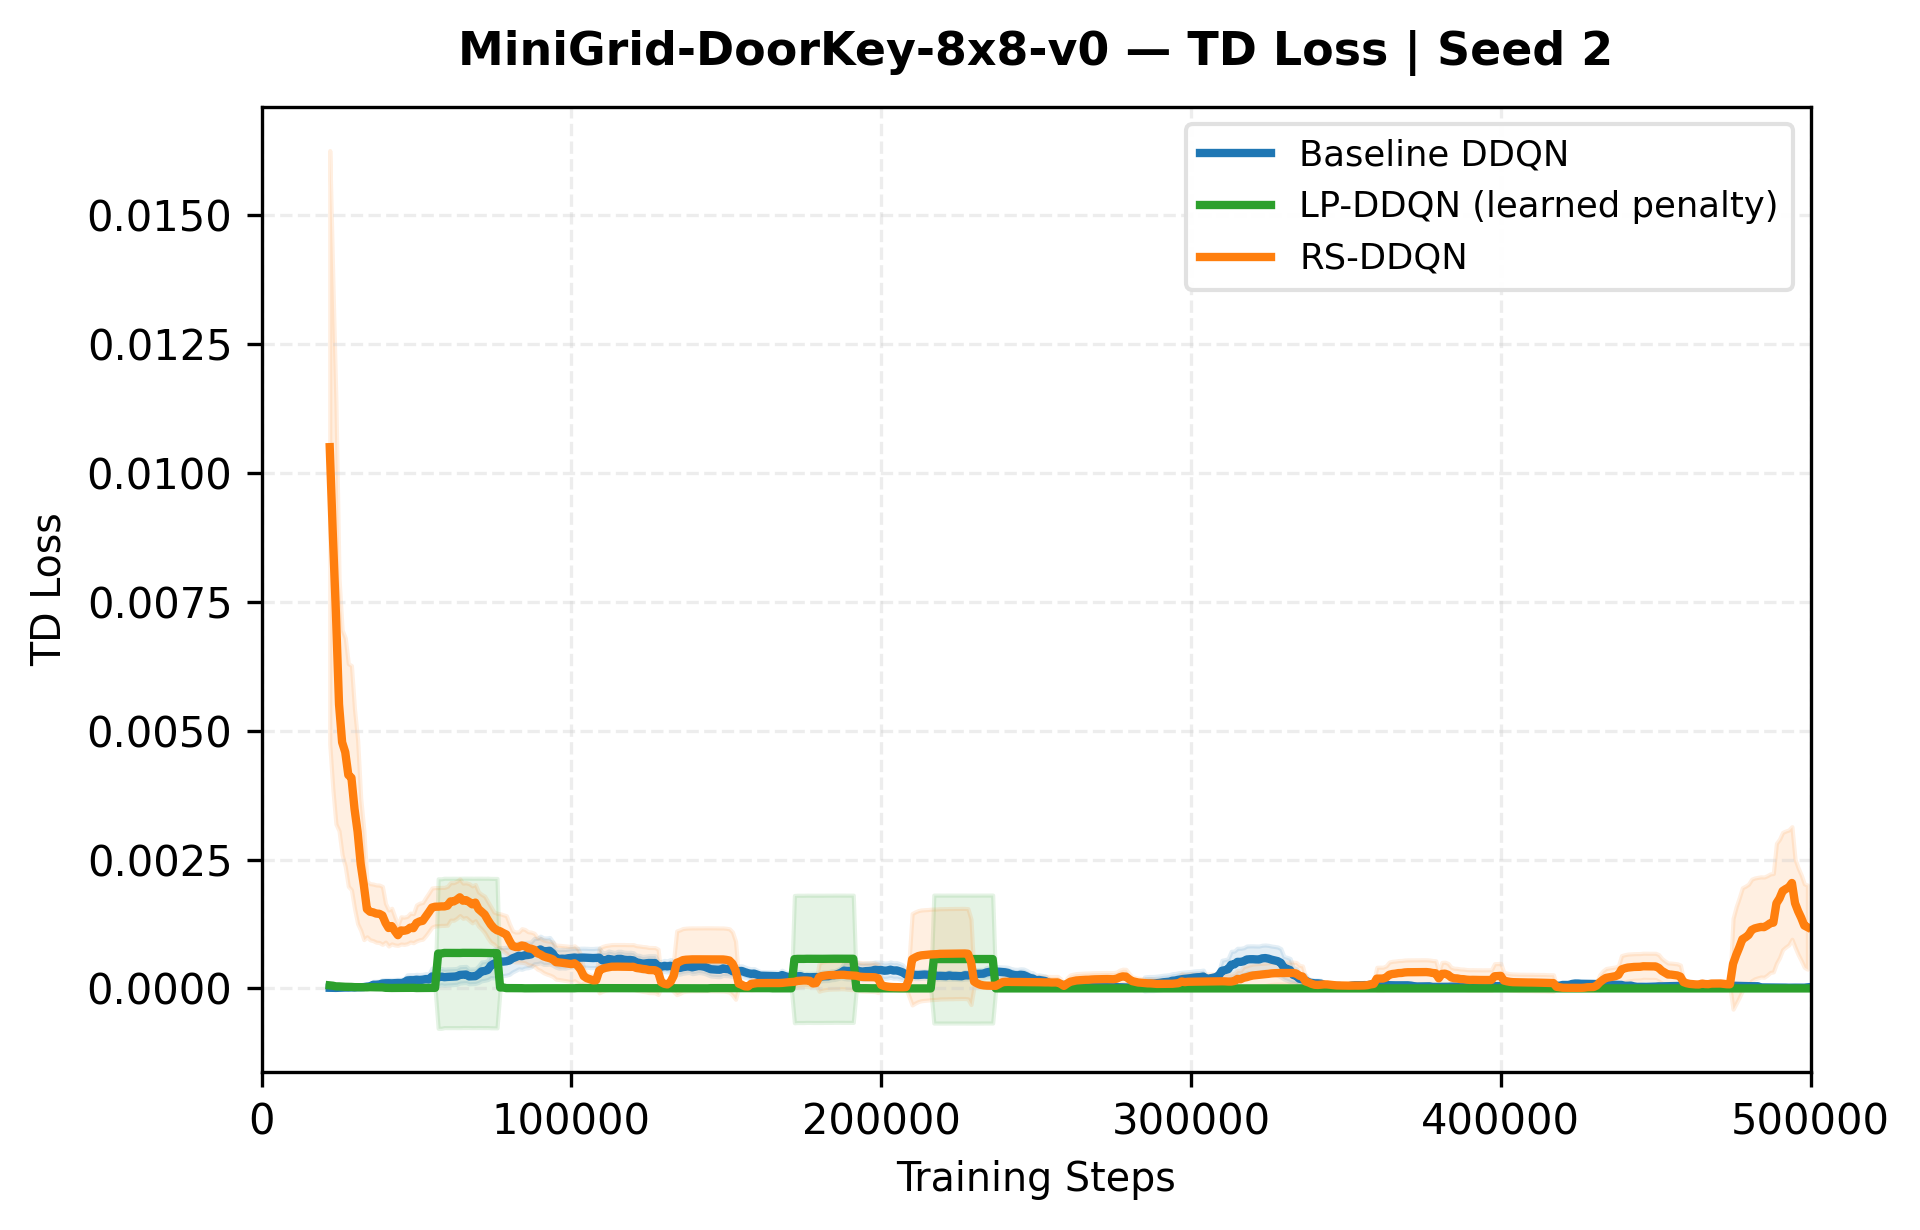 MiniGrid-DoorKey-8x8-v0 — TD Loss | Seed 2
Baseline DDQN
LP-DDQN (learned penalty)
RS-DDQN
0.0150
0.0125
0.0100
0.0075
0.0050
0.0025
0.0000
TD Loss
0
100000
200000
300000
400000
500000
Training Steps